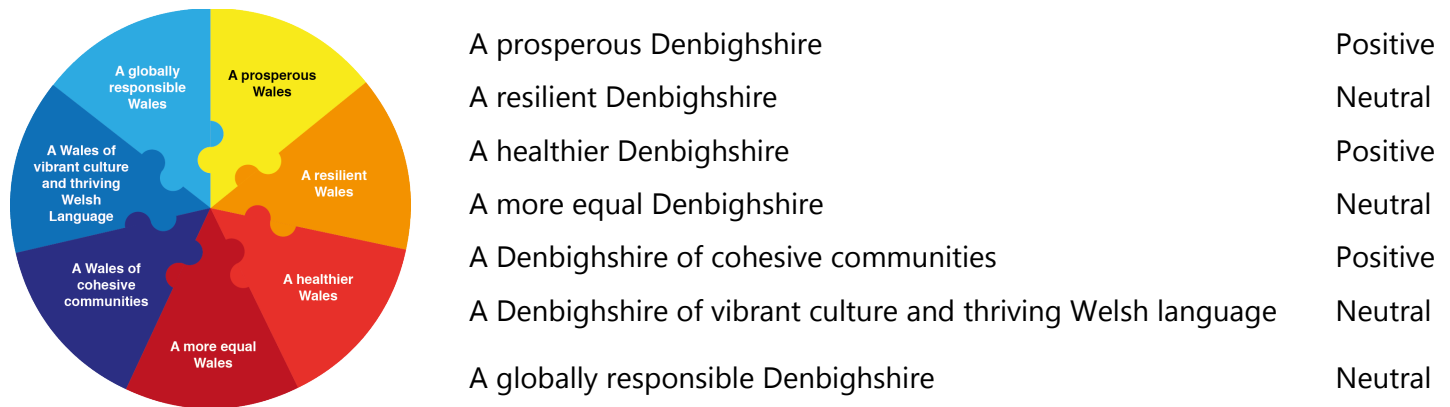 A globally
responsible
Wales
A prosperous
Wales
A resilient
Wales
A healthier
Wales
A more equal
Wales
A Wales of
cohesive
communities
A Wales of
vibrant culture
and thriving
Welsh
Language
A prosperous Denbighshire Positive
A resilient Denbighshire Neutral
A healthier Denbighshire Positive
A more equal Denbighshire Neutral
A Denbighshire of cohesive communities Positive
A Denbighshire of vibrant culture and thriving Welsh language Neutral
A globally responsible Denbighshire Neutral